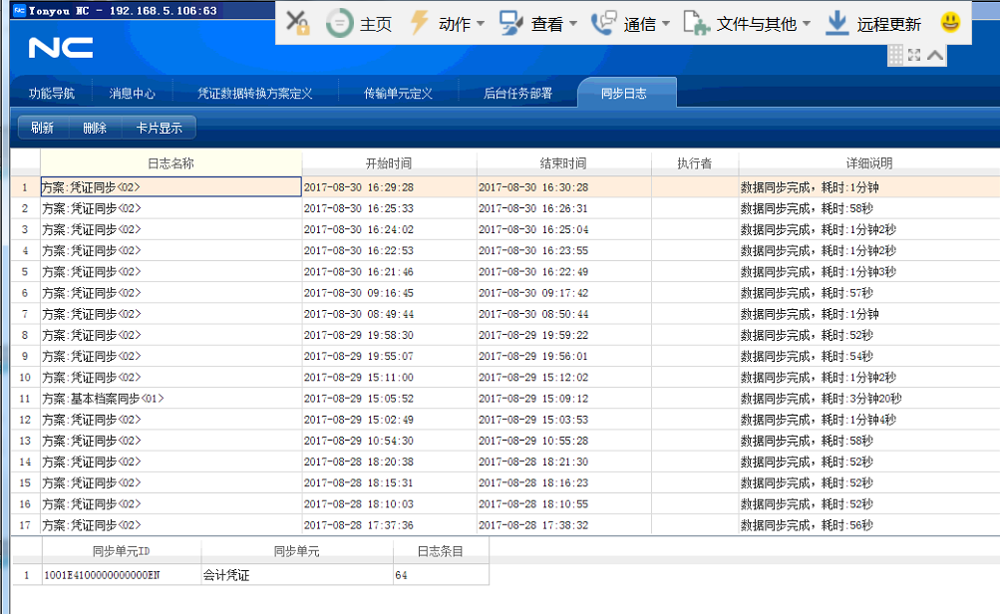 Yonyou NC - 192.168.5.106:63
主页 动作 查看 通信 文件与其他 远程更新
NC
功能导航 消息中心 凭证数据转换方案定义 传输单元定义 后台任务部署 同步日志
刷新 删除 卡片显示
日志名称 开始时间 结束时间 执行者 详细说明
1 方案:凭证同步<02> 2017-08-30 16:29:28 2017-08-30 16:30:28 数据同步完成，耗时:1分钟
2 方案:凭证同步<02> 2017-08-30 16:25:33 2017-08-30 16:26:31 数据同步完成，耗时:58秒
3 方案:凭证同步<02> 2017-08-30 16:24:02 2017-08-30 16:25:04 数据同步完成，耗时:1分钟2秒
4 方案:凭证同步<02> 2017-08-30 16:22:53 2017-08-30 16:23:55 数据同步完成，耗时:1分钟2秒
5 方案:凭证同步<02> 2017-08-30 16:21:46 2017-08-30 16:22:49 数据同步完成，耗时:1分钟3秒
6 方案:凭证同步<02> 2017-08-30 09:16:45 2017-08-30 09:17:42 数据同步完成，耗时:57秒
7 方案:凭证同步<02> 2017-08-30 08:49:44 2017-08-30 08:50:44 数据同步完成，耗时:1分钟
8 方案:凭证同步<02> 2017-08-29 19:58:30 2017-08-29 19:59:22 数据同步完成，耗时:52秒
9 方案:凭证同步<02> 2017-08-29 19:55:07 2017-08-29 19:56:01 数据同步完成，耗时:54秒
10 方案:凭证同步<02> 2017-08-29 15:11:00 2017-08-29 15:12:02 数据同步完成，耗时:1分钟2秒
11 方案:基本档案同步<01> 2017-08-29 15:05:52 2017-08-29 15:09:12 数据同步完成，耗时:3分钟20秒
12 方案:凭证同步<02> 2017-08-29 15:02:49 2017-08-29 15:03:53 数据同步完成，耗时:1分钟4秒
13 方案:凭证同步<02> 2017-08-29 10:54:30 2017-08-29 10:55:28 数据同步完成，耗时:58秒
14 方案:凭证同步<02> 2017-08-28 18:20:38 2017-08-28 18:21:30 数据同步完成，耗时:52秒
15 方案:凭证同步<02> 2017-08-28 18:15:31 2017-08-28 18:16:23 数据同步完成，耗时:52秒
16 方案:凭证同步<02> 2017-08-28 18:10:03 2017-08-28 18:10:55 数据同步完成，耗时:52秒
17 方案:凭证同步<02> 2017-08-28 17:37:36 2017-08-28 17:38:32 数据同步完成，耗时:56秒
同步单元ID 同步单元 日志条目
1 1001E4100000000000EN 会计凭证 64